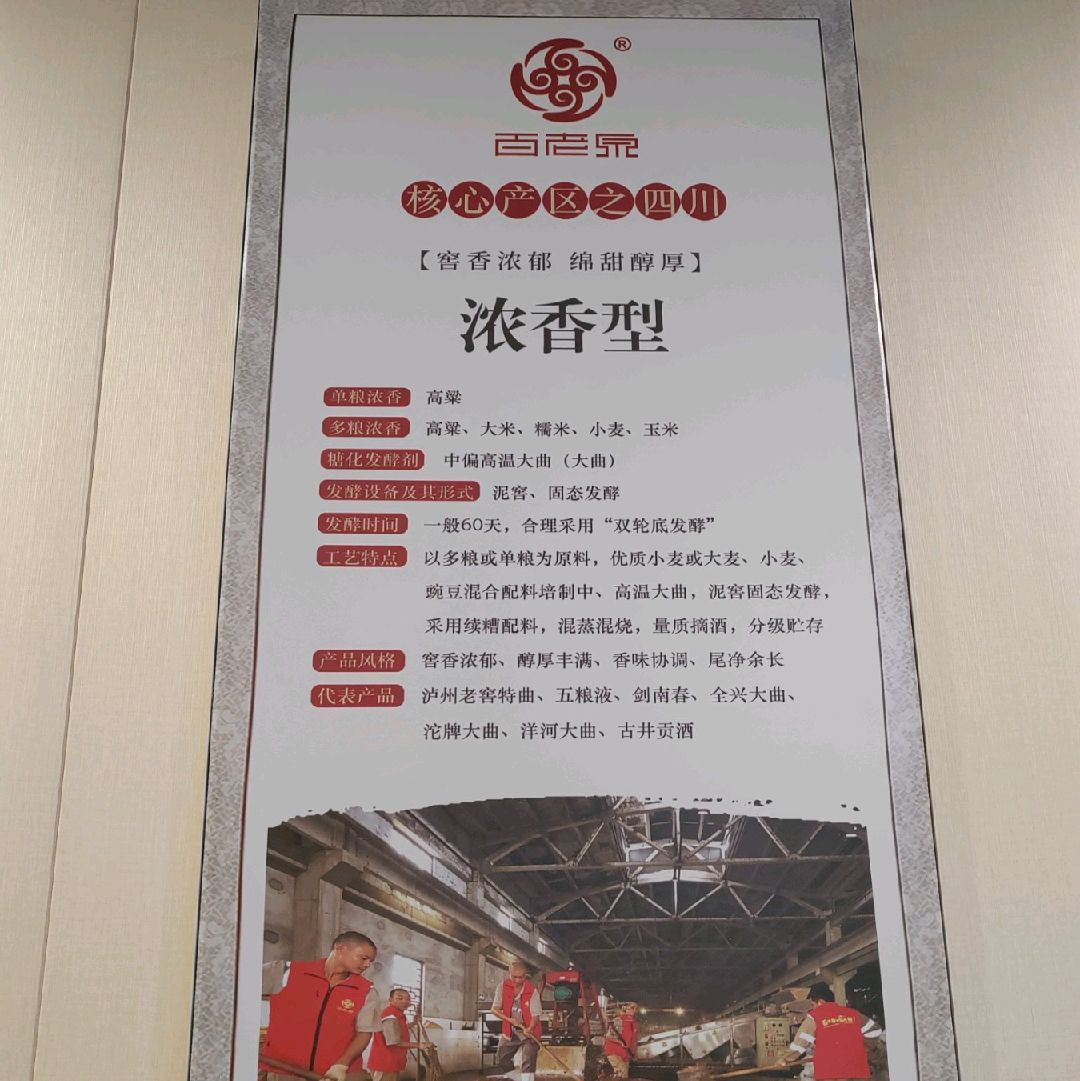 ®
百老泉
核心产区之四川
【窖香浓郁 绵甜醇厚】
浓香型
单粮浓香 高粱
多粮浓香 高粱、大米、糯米、小麦、玉米
糖化发酵剂 中偏高温大曲（大曲）
发酵设备及其形式 泥窖、固态发酵
发酵时间 一般60天，合理采用“双轮底发酵”
工艺特点 以多粮或单粮为原料，优质小麦或大麦、小麦、
豌豆混合配料培制中、高温大曲，泥窖固态发酵，
采用续糟配料，混蒸混烧，量质摘酒，分级贮存
产品风格 窖香浓郁、醇厚丰满、香味协调、尾净余长
代表产品 泸州老窖特曲、五粮液、剑南春、全兴大曲、
沱牌大曲、洋河大曲、古井贡酒